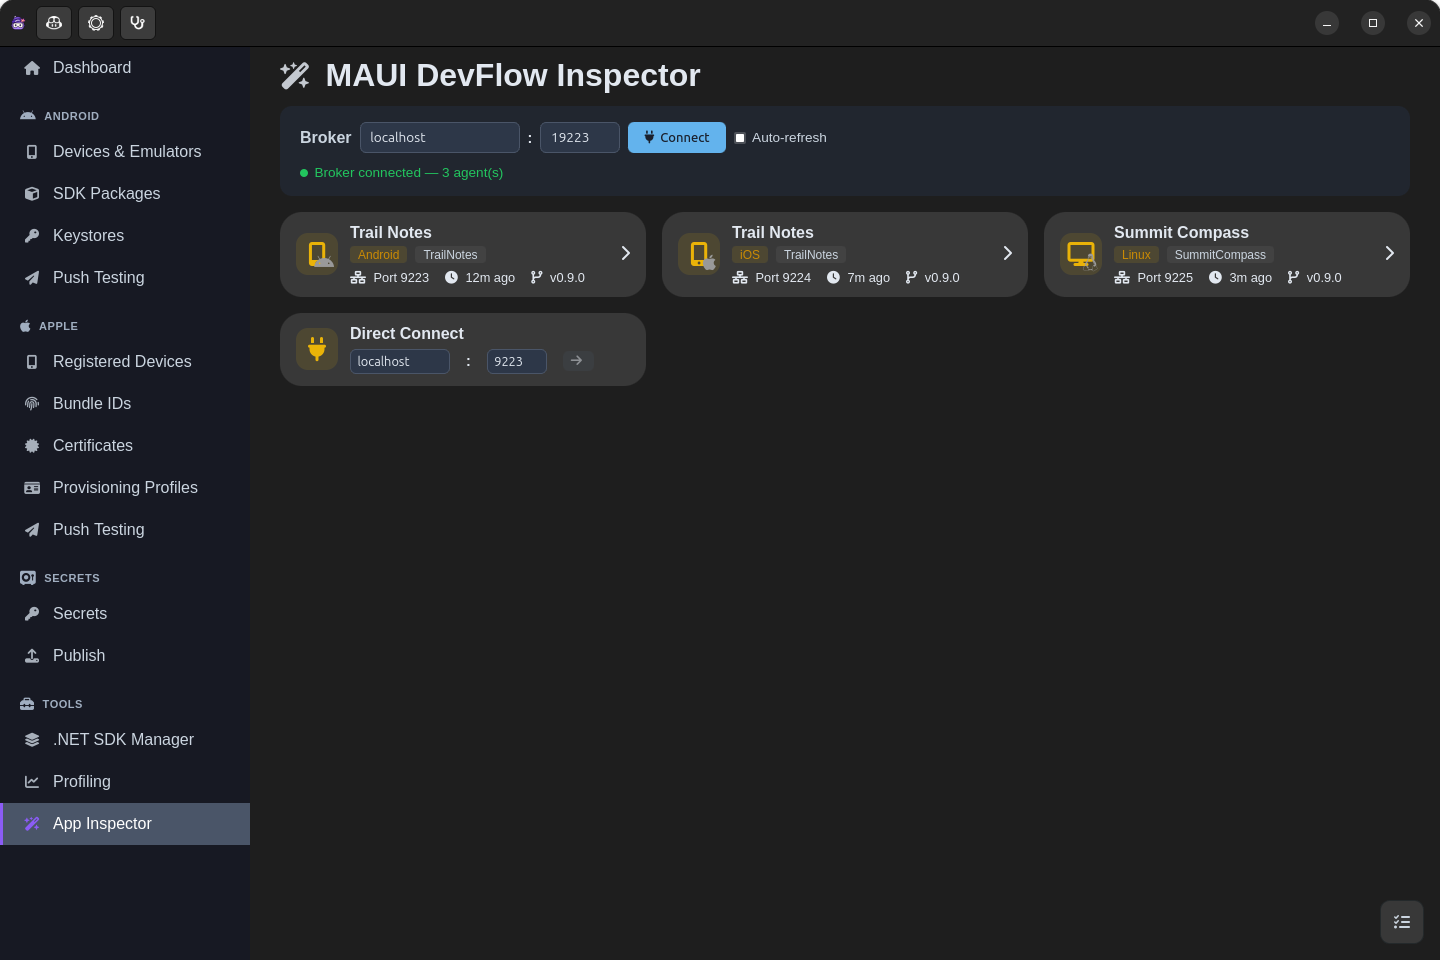 MAUI DevFlow Inspector
Broker localhost : 19223 Connect Auto-refresh
Broker connected — 3 agent(s)
Trail Notes
Android TrailNotes
Port 9223 12m ago v0.9.0
Trail Notes
iOS TrailNotes
Port 9224 7m ago v0.9.0
Summit Compass
Linux SummitCompass
Port 9225 3m ago v0.9.0
Direct Connect
localhost : 9223
Dashboard
ANDROID
Devices & Emulators
SDK Packages
Keystores
Push Testing
APPLE
Registered Devices
Bundle IDs
Certificates
Provisioning Profiles
Push Testing
SECRETS
Secrets
Publish
TOOLS
.NET SDK Manager
Profiling
App Inspector